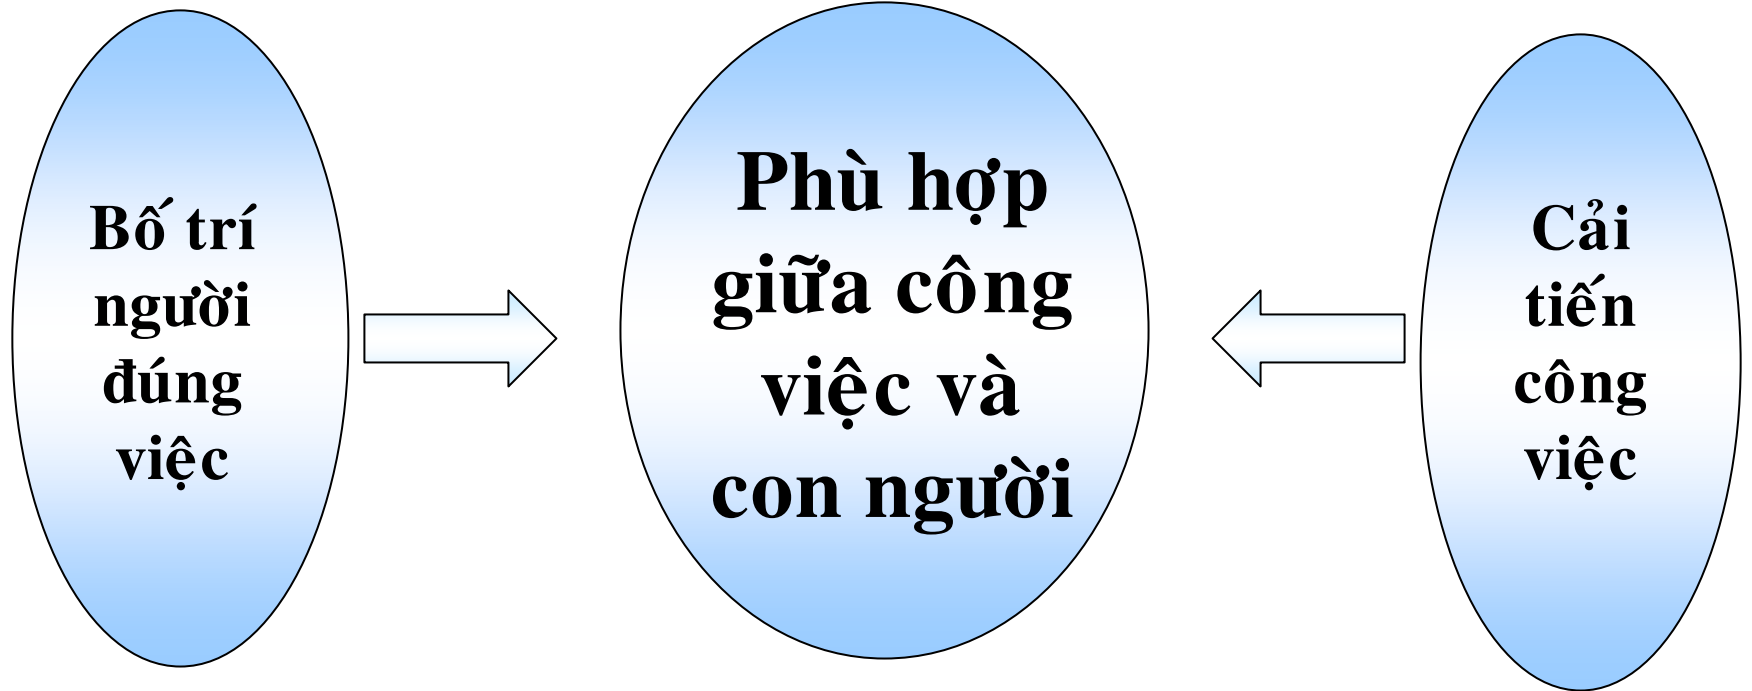 Bố trí
người
đúng
việc
Phù hợp
giữa công
việc và
con người
Cải
tiến
công
việc